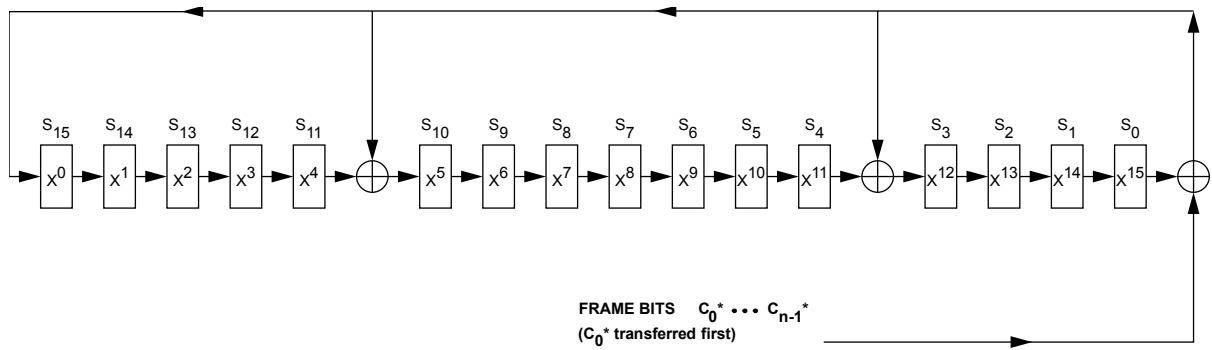 S₁₅ S₁₄ S₁₃ S₁₂ S₁₁ S₁₀ S₉ S₈ S₇ S₆ S₅ S₄ S₃ S₂ S₁ S₀
X⁰ X¹ X² X³ X⁴ X⁵ X⁶ X⁷ X⁸ X⁹ X¹⁰ X¹¹ X¹² X¹³ X¹⁴ X¹⁵
FRAME BITS C₀* ••• Cₙ₋₁*
(C₀* transferred first)